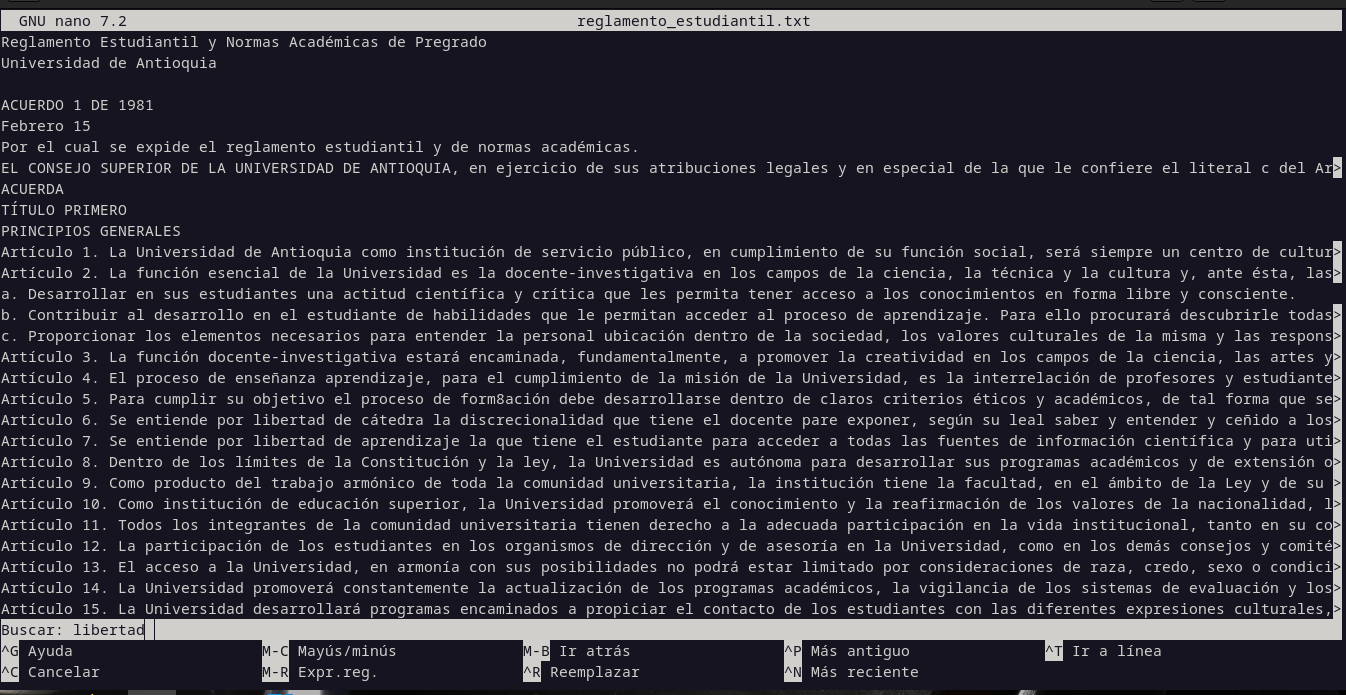 GNU nano 7.2 reglamento_estudiantil.txt
Reglamento Estudiantil y Normas Académicas de Pregrado
Universidad de Antioquia
ACUERDO 1 DE 1981
Febrero 15
Por el cual se expide el reglamento estudiantil y de normas académicas.
EL CONSEJO SUPERIOR DE LA UNIVERSIDAD DE ANTIOQUIA, en ejercicio de sus atribuciones legales y en especial de la que le confiere el literal c del Ar>
ACUERDA
TÍTULO PRIMERO
PRINCIPIOS GENERALES
Artículo 1. La Universidad de Antioquia como institución de servicio público, en cumplimiento de su función social, será siempre un centro de cultur>
Artículo 2. La función esencial de la Universidad es la docente-investigativa en los campos de la ciencia, la técnica y la cultura y, ante ésta, las>
a. Desarrollar en sus estudiantes una actitud científica y crítica que les permita tener acceso a los conocimientos en forma libre y consciente.
b. Contribuir al desarrollo en el estudiante de habilidades que le permitan acceder al proceso de aprendizaje. Para ello procurará descubrirle todas>
c. Proporcionar los elementos necesarios para entender la personal ubicación dentro de la sociedad, los valores culturales de la misma y las respons>
Artículo 3. La función docente-investigativa estará encaminada, fundamentalmente, a promover la creatividad en los campos de la ciencia, las artes y>
Artículo 4. El proceso de enseñanza aprendizaje, para el cumplimiento de la misión de la Universidad, es la interrelación de profesores y estudiante>
Artículo 5. Para cumplir su objetivo el proceso de form8ación debe desarrollarse dentro de claros criterios éticos y académicos, de tal forma que se>
Artículo 6. Se entiende por libertad de cátedra la discrecionalidad que tiene el docente pare exponer, según su leal saber y entender y ceñido a los>
Artículo 7. Se entiende por libertad de aprendizaje la que tiene el estudiante para acceder a todas las fuentes de información científica y para uti>
Artículo 8. Dentro de los límites de la Constitución y la ley, la Universidad es autónoma para desarrollar sus programas académicos y de extensión o>
Artículo 9. Como producto del trabajo armónico de toda la comunidad universitaria, la institución tiene la facultad, en el ámbito de la Ley y de su >
Artículo 10. Como institución de educación superior, la Universidad promoverá el conocimiento y la reafirmación de los valores de la nacionalidad, l>
Artículo 11. Todos los integrantes de la comunidad universitaria tienen derecho a la adecuada participación en la vida institucional, tanto en su co>
Artículo 12. La participación de los estudiantes en los organismos de dirección y de asesoría en la Universidad, como en los demás consejos y comité>
Artículo 13. El acceso a la Universidad, en armonía con sus posibilidades no podrá estar limitado por consideraciones de raza, credo, sexo o condici>
Artículo 14. La Universidad promoverá constantemente la actualización de los programas académicos, la vigilancia de los sistemas de evaluación y los>
Artículo 15. La Universidad desarrollará programas encaminados a propiciar el contacto de los estudiantes con las diferentes expresiones culturales,>
Buscar: libertad
^G Ayuda M-C Mayús/minús M-B Ir atrás ^P Más antiguo ^T Ir a línea
^C Cancelar M-R Expr.reg. ^R Reemplazar ^N Más reciente